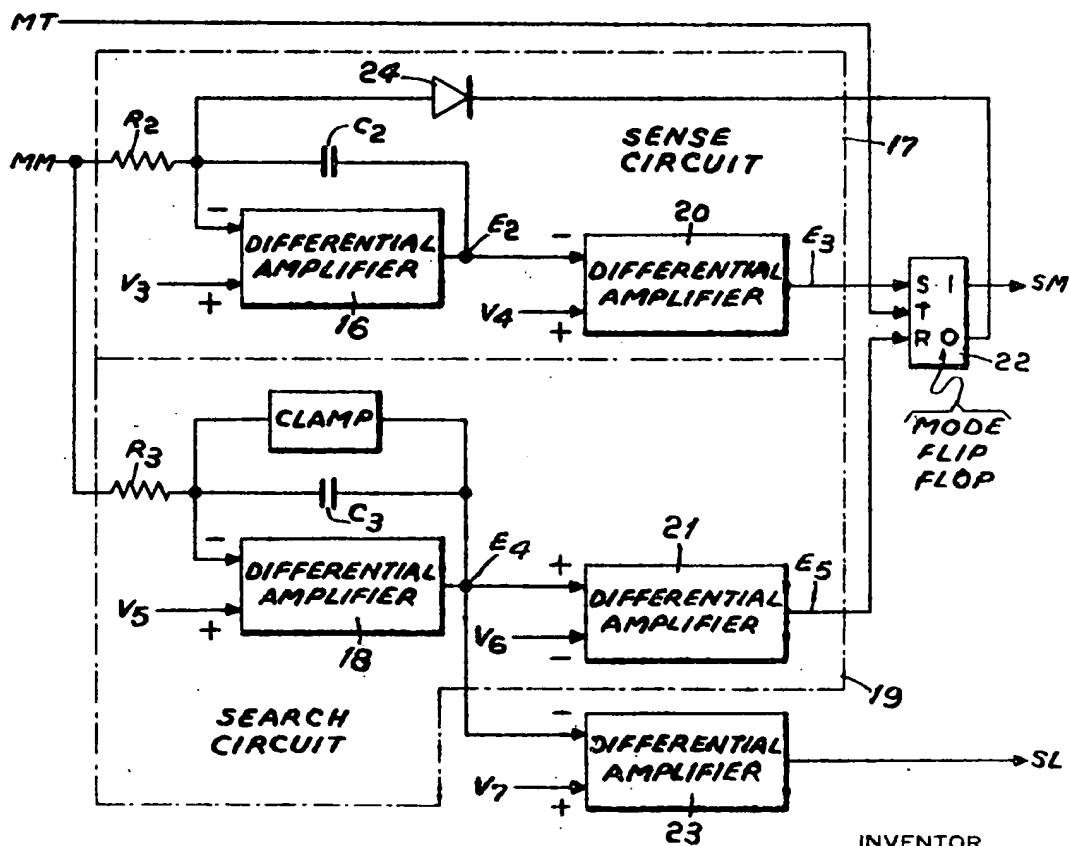 MT
24
R2
C2
SENSE
CIRCUIT
17
MM
DIFFERENTIAL
AMPLIFIER
16
V3
E2
20
DIFFERENTIAL
AMPLIFIER
V4
E3
S 1
T
R 0
SM
22
MODE
FLIP
FLOP
CLAMP
R3
C3
DIFFERENTIAL
AMPLIFIER
18
V5
E4
21
DIFFERENTIAL
AMPLIFIER
V6
E5
19
SEARCH
CIRCUIT
DIFFERENTIAL
AMPLIFIER
23
V7
SL
INVENTOR